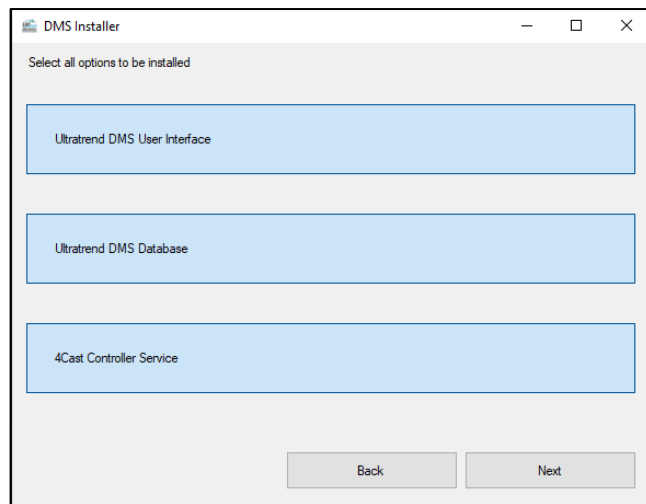 DMS Installer
Select all options to be installed
Ultratrend DMS User Interface
Ultratrend DMS Database
4Cast Controller Service
Back
Next